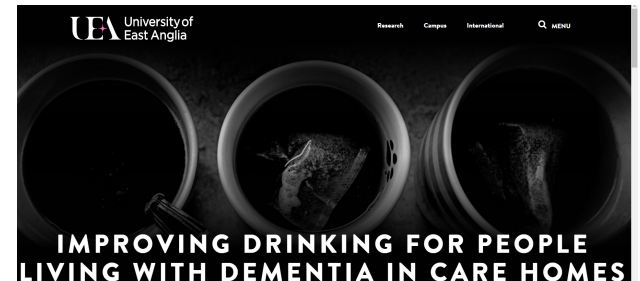 UEA University of
East Anglia
Research Campus International MENU
IMPROVING DRINKING FOR PEOPLE
LIVING WITH DEMENTIA IN CARE HOMES